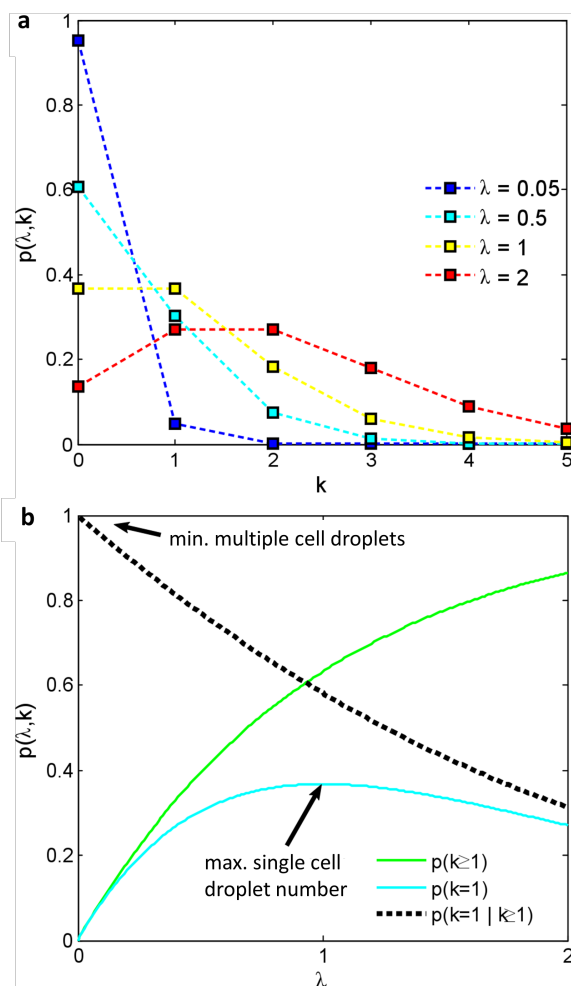 a
1
0.8
0.6
0.4
0.2
0
p(λ,k)
λ = 0.05
λ = 0.5
λ = 1
λ = 2
0 1 2 3 4 5
k
b
1
0.8
0.6
0.4
0.2
0
p(λ,k)
min. multiple cell droplets
max. single cell
droplet number
p(k≥1)
p(k=1)
p(k=1 | k≥1)
0 1 2
λ